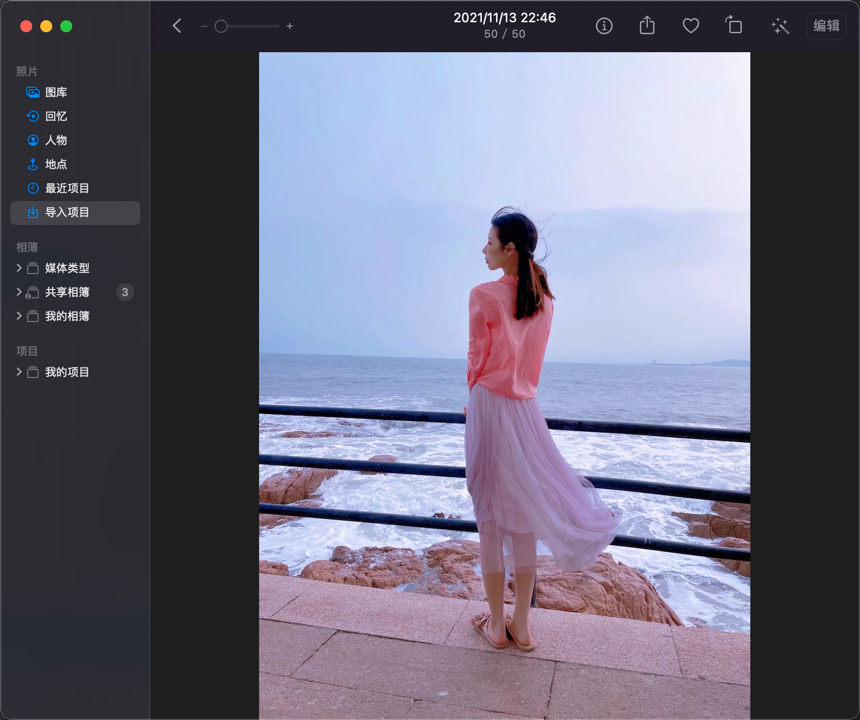 2021/11/13 22:46
50 / 50
编辑
照片
图库
回忆
人物
地点
最近项目
导入项目
相簿
媒体类型
共享相簿 3
我的相簿
项目
我的项目